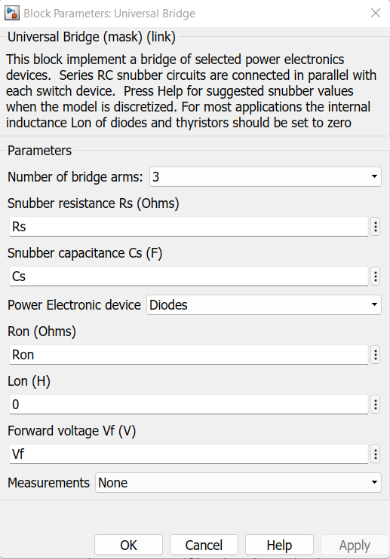 Block Parameters: Universal Bridge
Universal Bridge (mask) (link)
This block implement a bridge of selected power electronics
devices. Series RC snubber circuits are connected in parallel with
each switch device. Press Help for suggested snubber values
when the model is discretized. For most applications the internal
inductance Lon of diodes and thyristors should be set to zero
Parameters
Number of bridge arms: 3
Snubber resistance Rs (Ohms)
Rs
Snubber capacitance Cs (F)
Cs
Power Electronic device Diodes
Ron (Ohms)
Ron
Lon (H)
0
Forward voltage Vf (V)
Vf
Measurements None
OK Cancel Help Apply